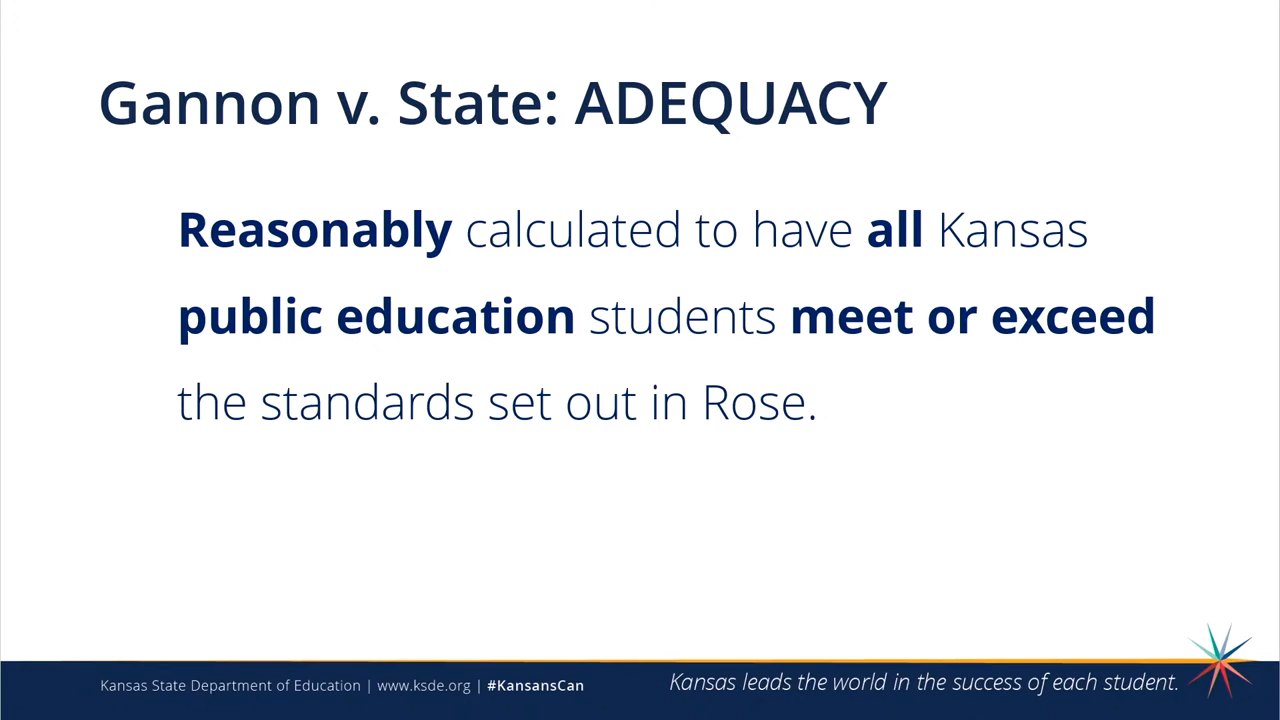 Gannon v. State: ADEQUACY
Reasonably calculated to have all Kansas
public education students meet or exceed
the standards set out in Rose.
Kansas State Department of Education | www.ksde.org | #KansansCan
Kansas leads the world in the success of each student.